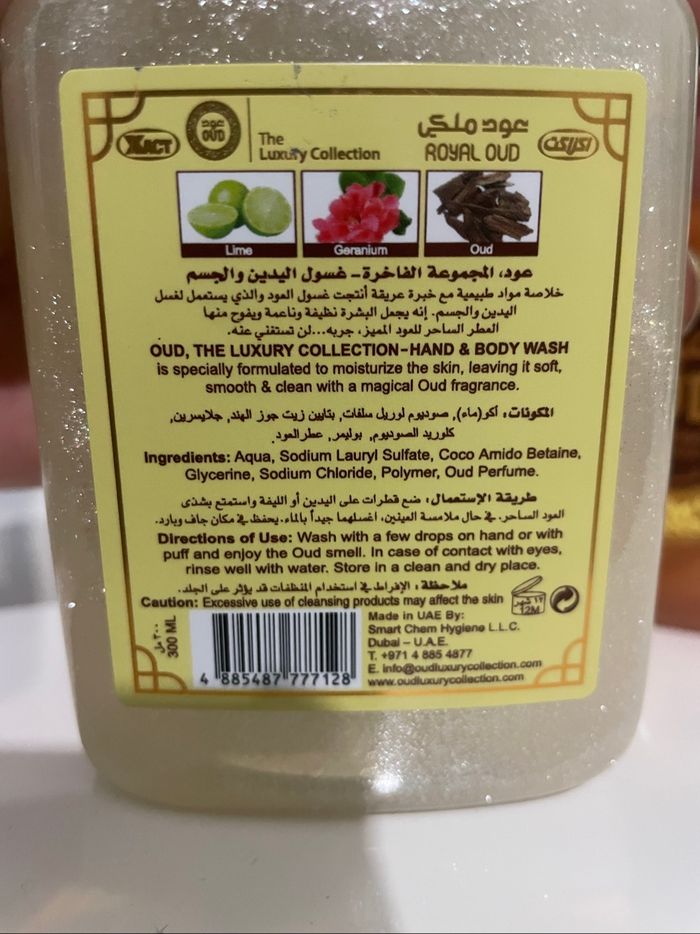 XACT
عود
OUD
The
Luxury Collection
عود ملكي
ROYAL OUD
اكزاكت
Lime
Geranium
Oud
عود، المجموعة الفاخرة - غسول اليدين والجسم
خلاصة مواد طبيعية مع خبرة عريقة أنتجت غسول العود والذي يستعمل لغسل
اليدين والجسم. إنه يجعل البشرة نظيفة وناعمة ويفوح منها
العطر الساحر للعود المميز، جربه...لن تستغني عنه.
OUD, THE LUXURY COLLECTION-HAND & BODY WASH
is specially formulated to moisturize the skin, leaving it soft,
smooth & clean with a magical Oud fragrance.
المكونات: أكو(ماء), صوديوم لوريل سلفات, بتايين زيت جوز الهند, جلايسرين,
كلوريد الصوديوم, بوليمر, عطر العود.
Ingredients: Aqua, Sodium Lauryl Sulfate, Coco Amido Betaine,
Glycerine, Sodium Chloride, Polymer, Oud Perfume.
طريقة الإستعمال: ضع قطرات على اليدين أو الليفة واستمتع بشذى
العود الساحر. في حال ملامسة العينين، اغسلهما جيداً بالماء. يحفظ في مكان جاف وبارد.
Directions of Use: Wash with a few drops on hand or with
puff and enjoy the Oud smell. In case of contact with eyes,
rinse well with water. Store in a clean and dry place.
ملاحظة: الإفراط في استخدام المنظفات قد يؤثر على الجلد.
Caution: Excessive use of cleansing products may affect the skin
١٢ شهر
12M
٣٠٠ مل
300 ML
4 885487 777128
Made in UAE By:
Smart Chem Hygiene L.L.C.
Dubai – U.A.E.
T. +971 4 885 4877
E. info@oudluxurycollection.com
www.oudluxurycollection.com